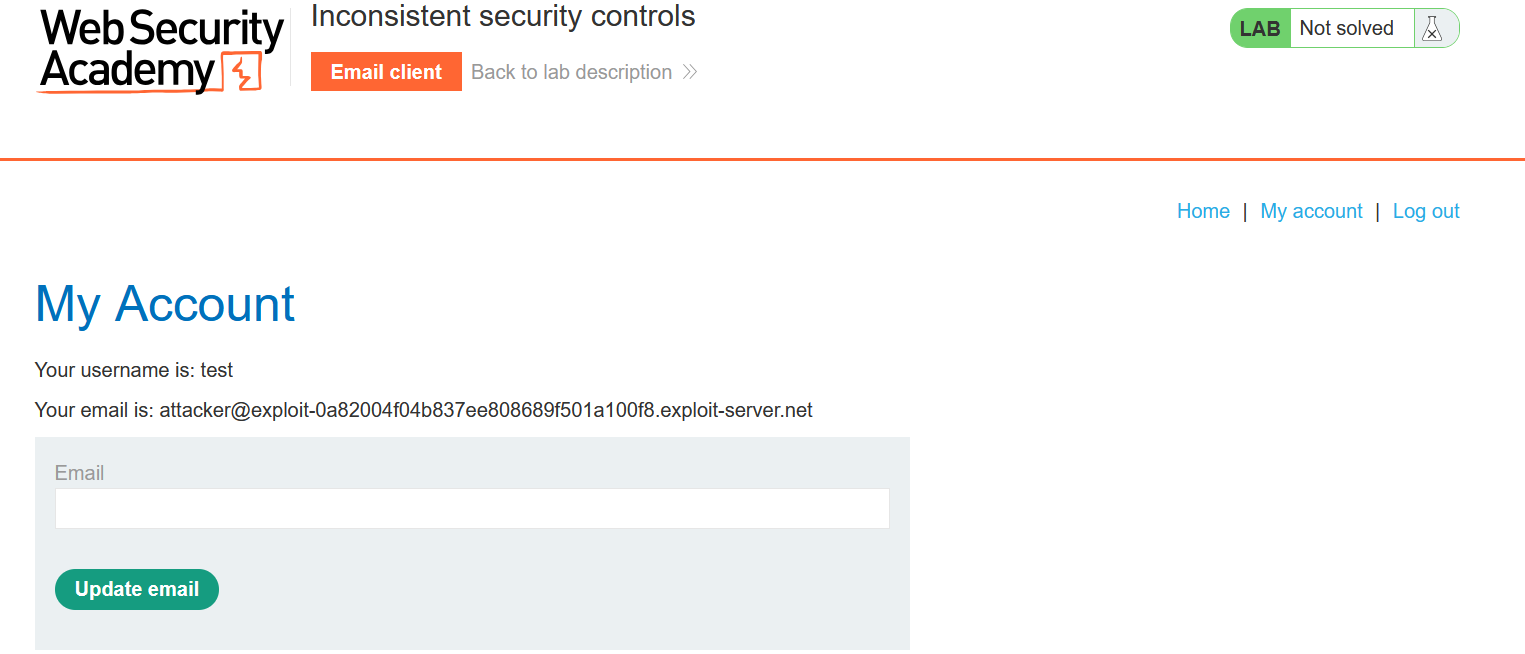 Web Security
Academy
Inconsistent security controls
Email client
Back to lab description
LAB
Not solved
Home | My account | Log out
My Account
Your username is: test
Your email is: attacker@exploit-0a82004f04b837ee808689f501a100f8.exploit-server.net
Email
Update email